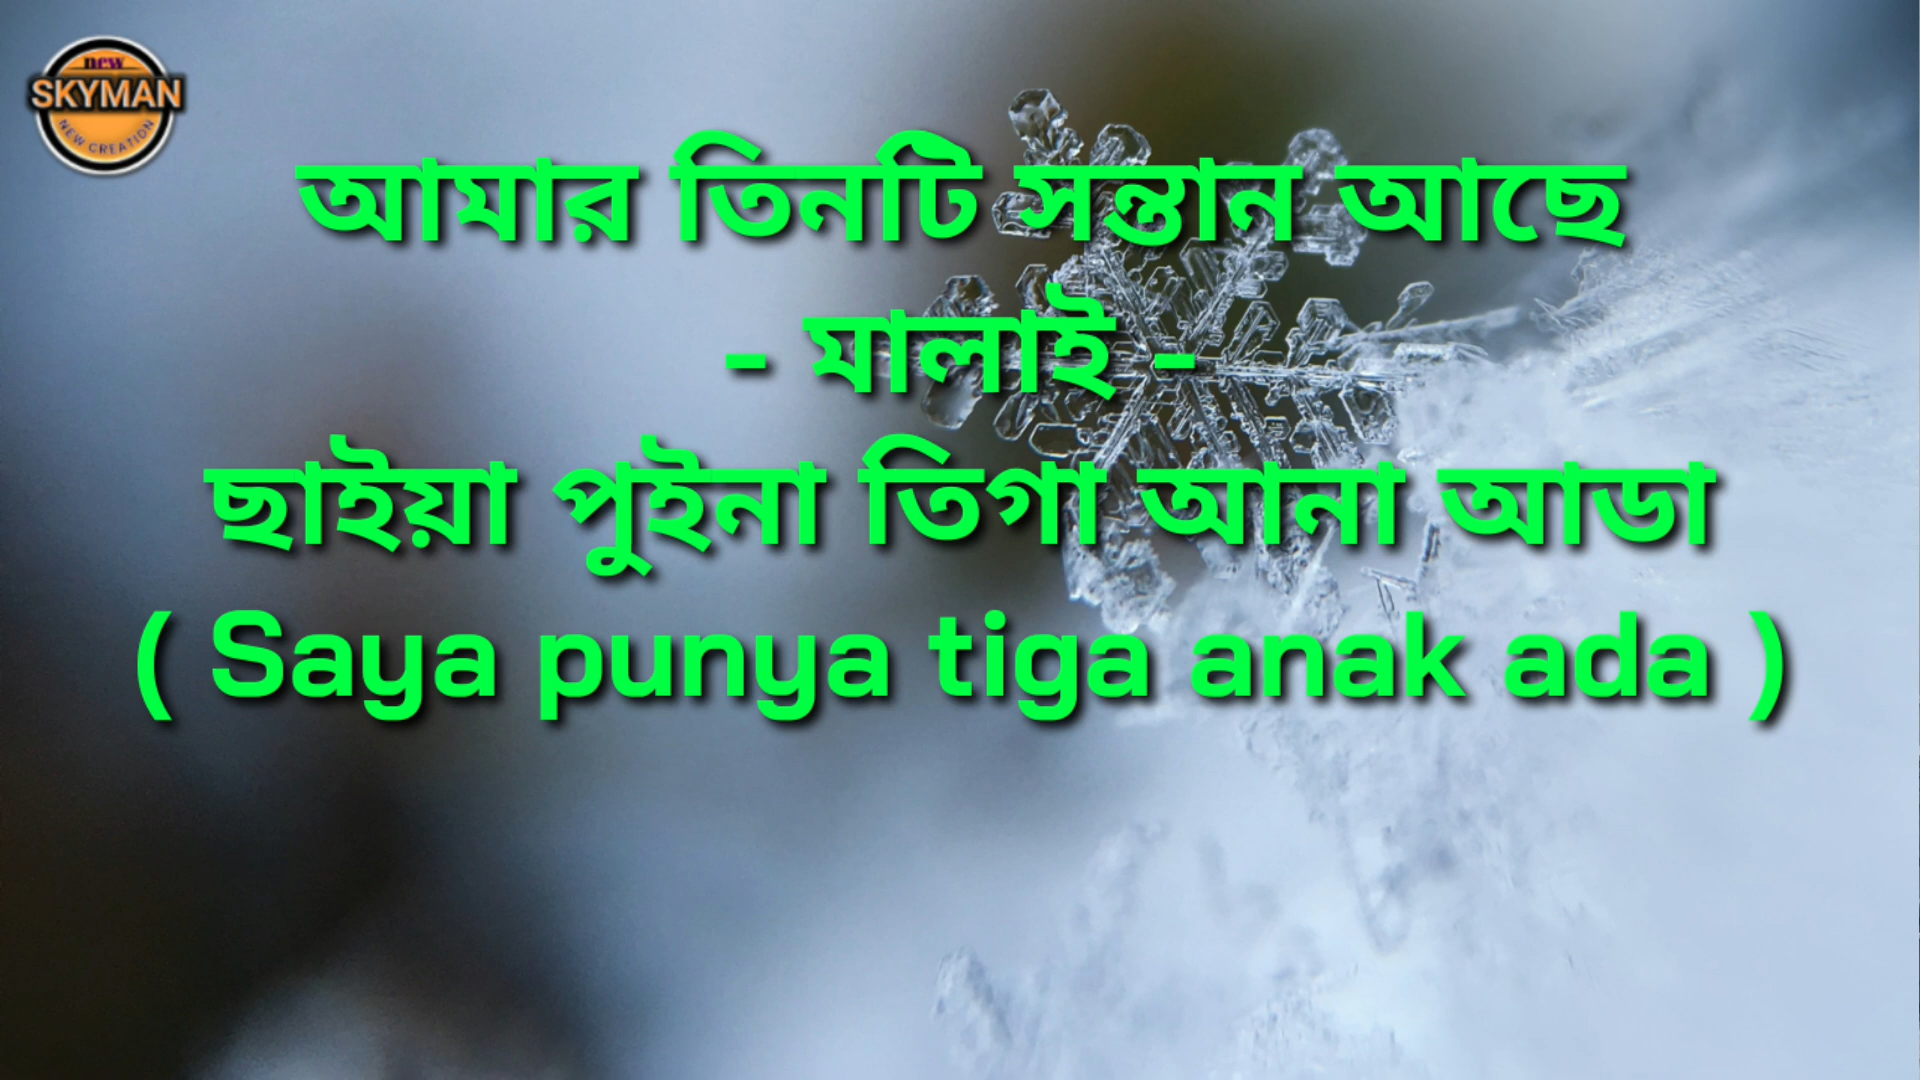 new
SKYMAN
NEW CREATION
আমার তিনটি সন্তান আছে
- মালাই -
ছাইয়া পুইনা তিগা আনা আডা
( Saya punya tiga anak ada )